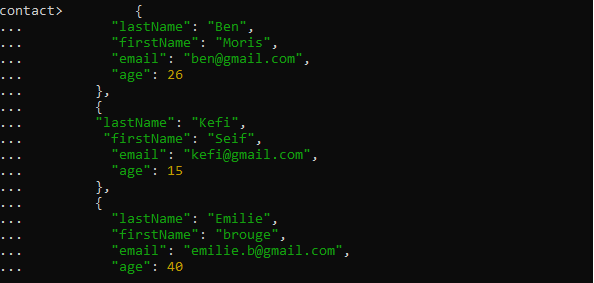 contact>         {
...           "lastName": "Ben",
...           "firstName": "Moris",
...           "email": "ben@gmail.com",
...           "age": 26
...         },
...         {
...         "lastName": "Kefi",
...          "firstName": "Seif",
...           "email": "kefi@gmail.com",
...           "age": 15
...         },
...         {
...           "lastName": "Emilie",
...           "firstName": "brouge",
...           "email": "emilie.b@gmail.com",
...           "age": 40